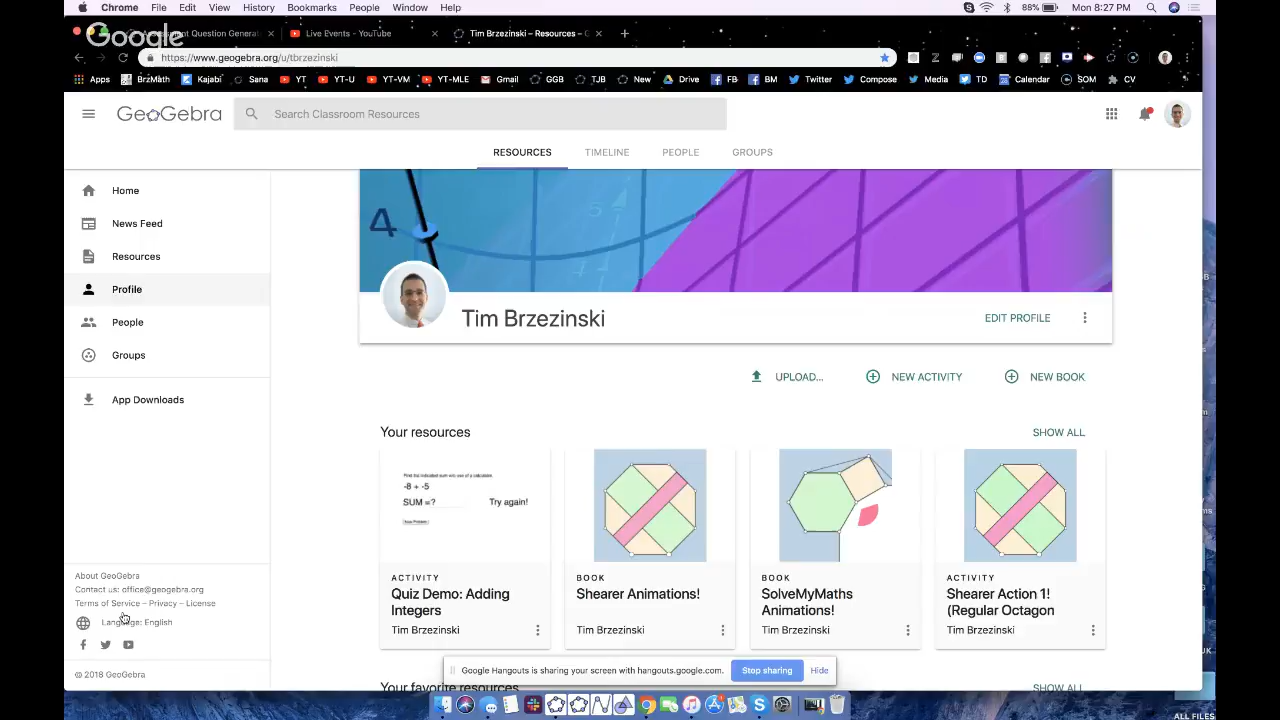 Chrome File Edit View History Bookmarks People Window Help 88% Mon 8:27 PM
Google
Assessment Question Generat × Live Events - YouTube × Tim Brzezinski – Resources – G × +
https://www.geogebra.org/u/tbrzezinski
Apps BrzMath Kajabi Sana YT YT-U YT-VM YT-MLE Gmail GGB TJB New Drive FB BM Twitter Compose Media TD Calendar SOM CV
GeoGebra Search Classroom Resources
RESOURCES TIMELINE PEOPLE GROUPS
Home
News Feed
Resources
Profile
People
Groups
App Downloads
About GeoGebra
Contact us: office@geogebra.org
Terms of Service – Privacy – License
Language: English
© 2018 GeoGebra
4
5
Tim Brzezinski EDIT PROFILE
UPLOAD... NEW ACTIVITY NEW BOOK
Your resources SHOW ALL
-8 + -5
SUM =? Try again!
ACTIVITY
Quiz Demo: Adding
Integers
Tim Brzezinski
BOOK
Shearer Animations!
Tim Brzezinski
BOOK
SolveMyMaths
Animations!
Tim Brzezinski
ACTIVITY
Shearer Action 1!
(Regular Octagon
Tim Brzezinski
Google Hangouts is sharing your screen with hangouts.google.com. Stop sharing Hide
Your favorite resources SHOW ALL
ALL FILES